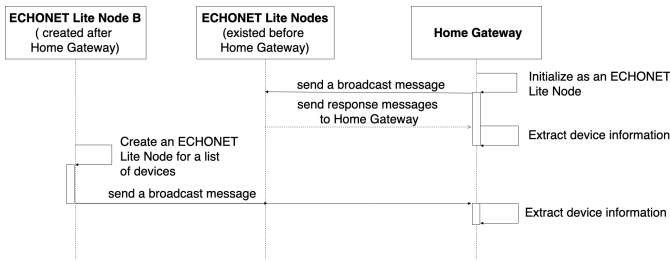 ECHONET Lite Node B
( created after
Home Gateway)
ECHONET Lite Nodes
(existed before
Home Gateway)
Home Gateway
Initialize as an ECHONET
Lite Node
send a broadcast message
send response messages
to Home Gateway
Extract device information
Create an ECHONET
Lite Node for a list
of devices
send a broadcast message
Extract device information